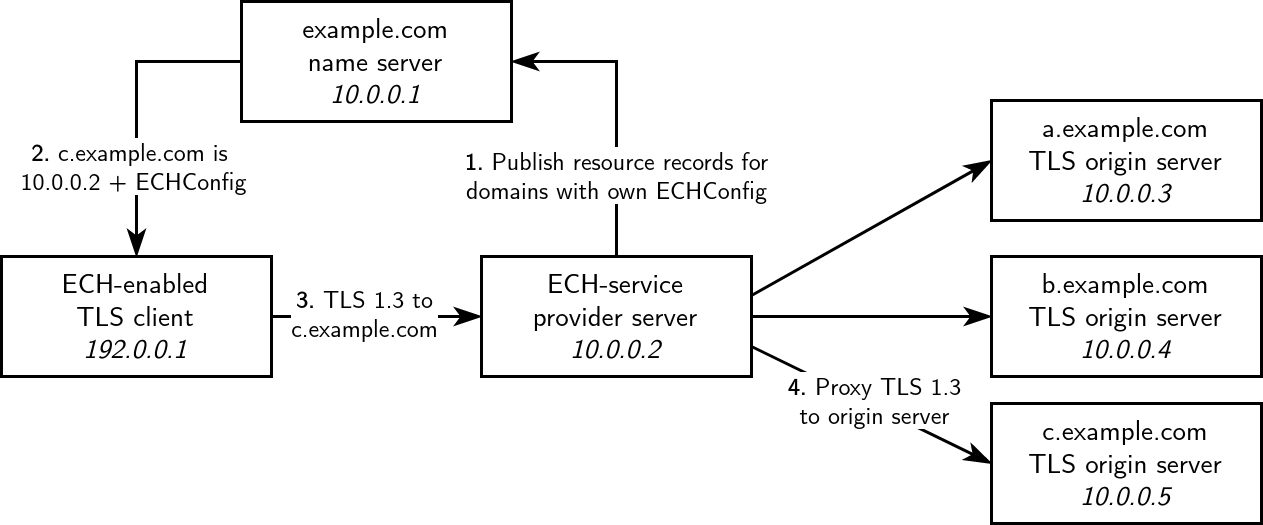 example.com
name server
10.0.0.1
2. c.example.com is
10.0.0.2 + ECHConfig
1. Publish resource records for
domains with own ECHConfig
a.example.com
TLS origin server
10.0.0.3
ECH-enabled
TLS client
192.0.0.1
3. TLS 1.3 to
c.example.com
ECH-service
provider server
10.0.0.2
b.example.com
TLS origin server
10.0.0.4
4. Proxy TLS 1.3
to origin server
c.example.com
TLS origin server
10.0.0.5